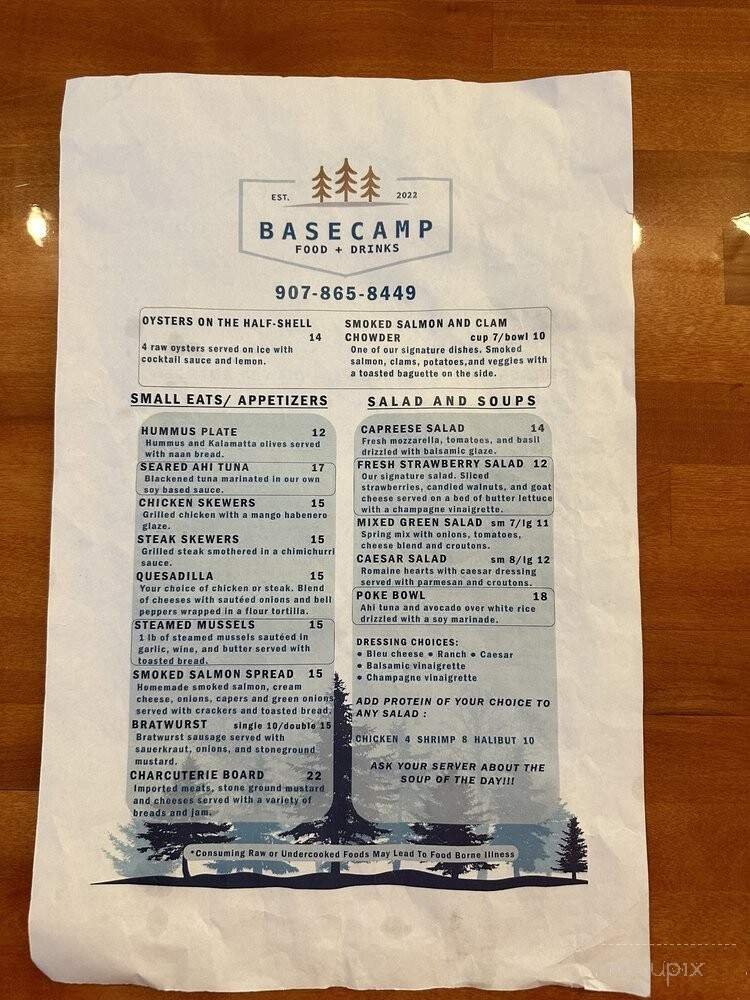 EST. 2022
BASECAMP
FOOD + DRINKS
907-865-8449
OYSTERS ON THE HALF-SHELL
14
4 raw oysters served on ice with
cocktail sauce and lemon.
SMOKED SALMON AND CLAM
CHOWDER cup 7/bowl 10
One of our signature dishes. Smoked
salmon, clams, potatoes,and veggies with
a toasted baguette on the side.
SMALL EATS/ APPETIZERS
HUMMUS PLATE 12
Hummus and Kalamatta olives served
with naan bread.
SEARED AHI TUNA 17
Blackened tuna marinated in our own
soy based sauce.
CHICKEN SKEWERS 15
Grilled chicken with a mango habenero
glaze.
STEAK SKEWERS 15
Grilled steak smothered in a chimichurri
sauce.
QUESADILLA 15
Your choice of chicken or steak. Blend
of cheeses with sautéed onions and bell
peppers wrapped in a flour tortilla.
STEAMED MUSSELS 15
1 lb of steamed mussels sautéed in
garlic, wine, and butter served with
toasted bread.
SMOKED SALMON SPREAD 15
Homemade smoked salmon, cream
cheese, onions, capers and green onions
served with crackers and toasted bread.
BRATWURST single 10/double 15
Bratwurst sausage served with
sauerkraut, onions, and stoneground
mustard.
CHARCUTERIE BOARD 22
Imported meats, stone ground mustard
and cheeses served with a variety of
breads and jam.
SALAD AND SOUPS
CAPREESE SALAD 14
Fresh mozzarella, tomatoes, and basil
drizzled with balsamic glaze.
FRESH STRAWBERRY SALAD 12
Our signature salad. Sliced
strawberries, candied walnuts, and goat
cheese served on a bed of butter lettuce
with a champagne vinaigrette.
MIXED GREEN SALAD sm 7/lg 11
Spring mix with onions, tomatoes,
cheese blend and croutons.
CAESAR SALAD sm 8/lg 12
Romaine hearts with caesar dressing
served with parmesan and croutons.
POKE BOWL 18
Ahi tuna and avocado over white rice
drizzled with a soy marinade.
DRESSING CHOICES:
• Bleu cheese • Ranch • Caesar
• Balsamic vinaigrette
• Champagne vinaigrette
ADD PROTEIN OF YOUR CHOICE TO
ANY SALAD :
CHICKEN 4 SHRIMP 8 HALIBUT 10
ASK YOUR SERVER ABOUT THE
SOUP OF THE DAY!!!
*Consuming Raw or Undercooked Foods May Lead To Food Borne Illness